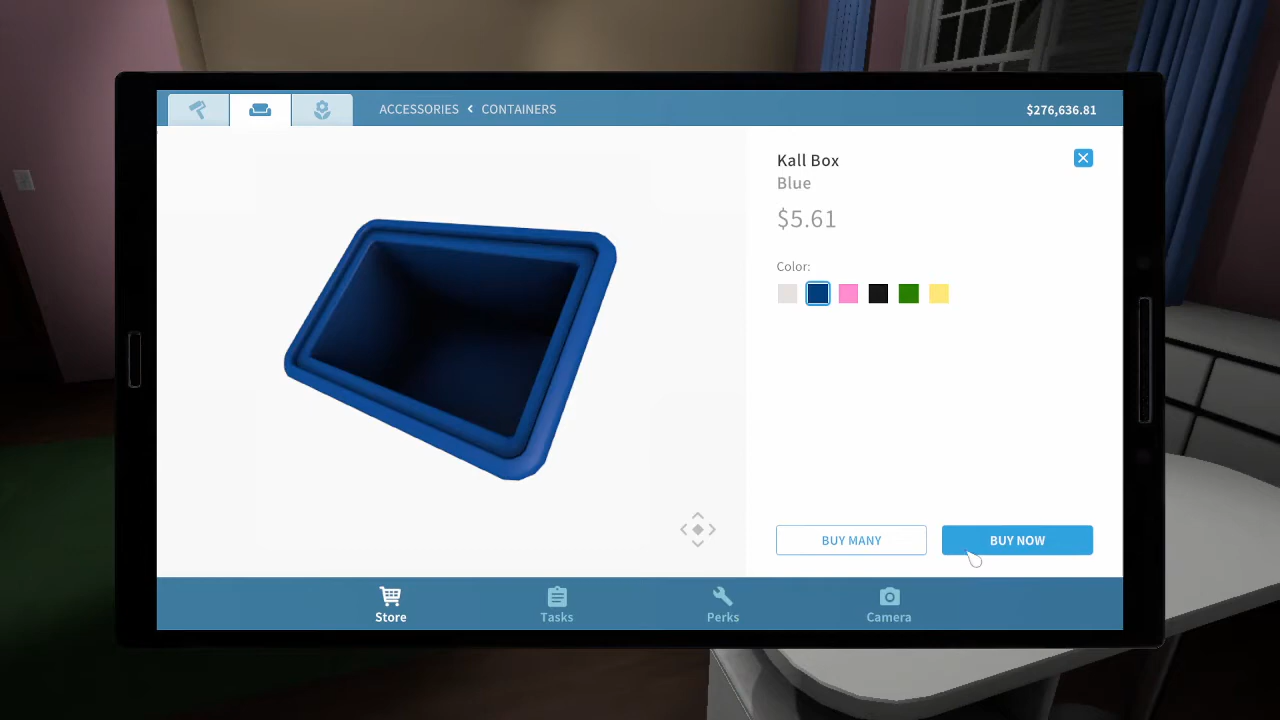 ACCESSORIES < CONTAINERS
$276,636.81
Kall Box
Blue
$5.61
Color:
BUY MANY
BUY NOW
Store
Tasks
Perks
Camera